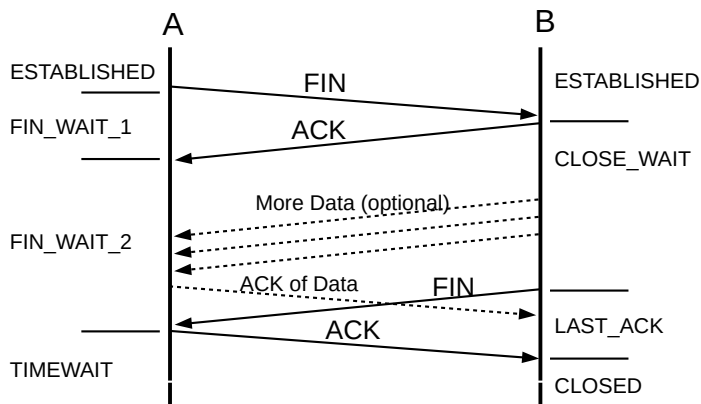 A
B
ESTABLISHED
FIN
ESTABLISHED
FIN_WAIT_1
ACK
CLOSE_WAIT
More Data (optional)
FIN_WAIT_2
ACK of Data
FIN
ACK
LAST_ACK
TIMEWAIT
CLOSED